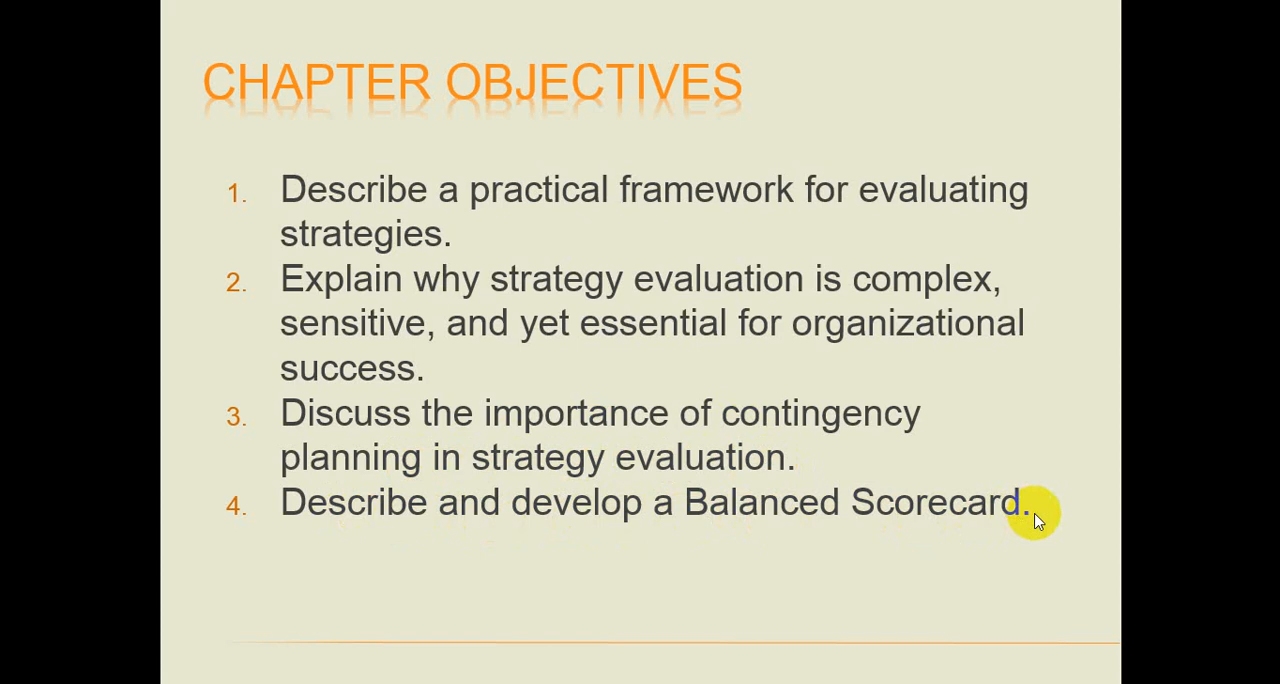 CHAPTER OBJECTIVES
1. Describe a practical framework for evaluating
strategies.
2. Explain why strategy evaluation is complex,
sensitive, and yet essential for organizational
success.
3. Discuss the importance of contingency
planning in strategy evaluation.
4. Describe and develop a Balanced Scorecard.